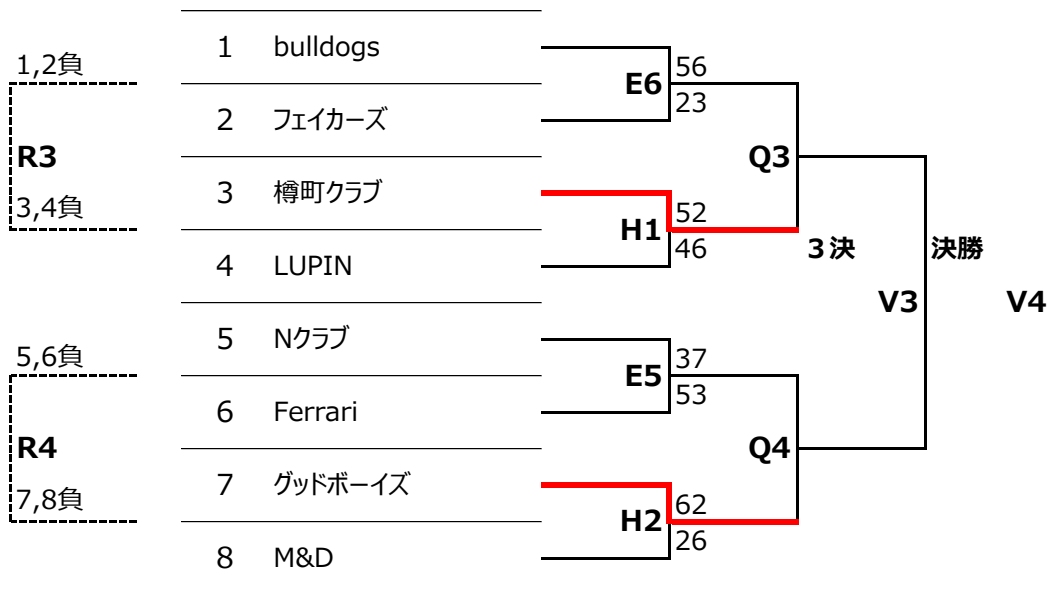 1 bulldogs
1,2負
E6
56
23
2 フェイカーズ
R3
Q3
3 樽町クラブ
3,4負
H1
52
46
3決
決勝
4 LUPIN
V3
V4
5 Nクラブ
5,6負
E5
37
53
6 Ferrari
R4
Q4
7 グッドボーイズ
7,8負
H2
62
26
8 M&D